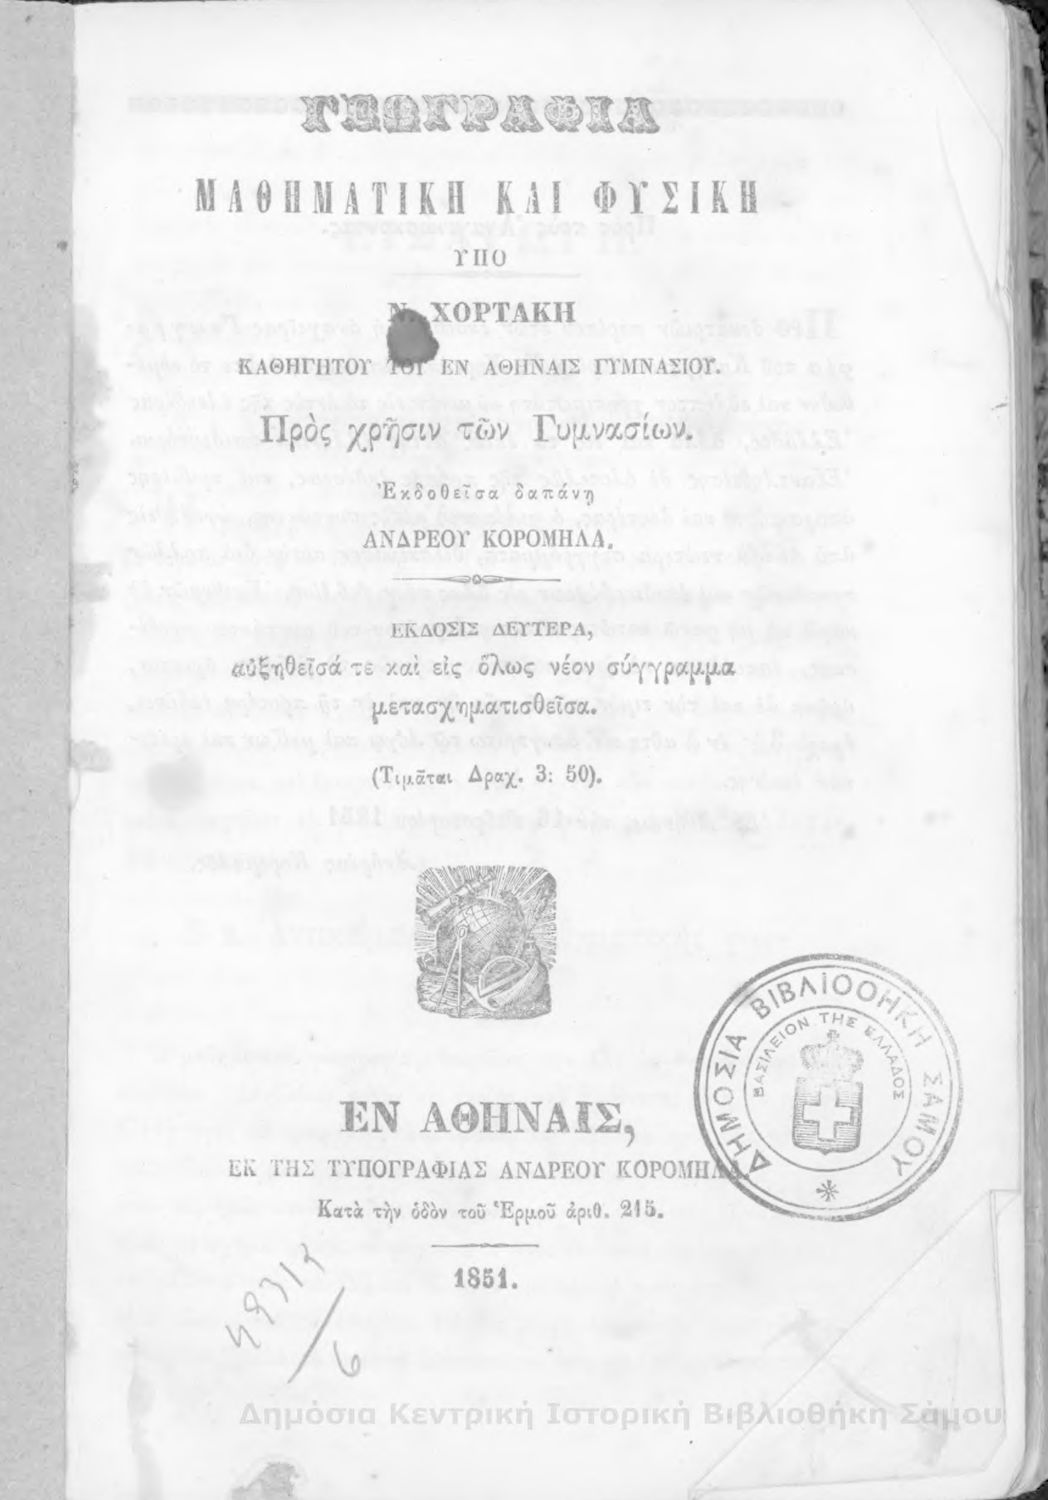 ΓΕΩΓΡΑΦΙΑ
ΜΑΘΗΜΑΤΙΚΗ ΚΑΙ ΦΥΣΙΚΗ
ΥΠΟ
Ν. ΧΟΡΤΑΚΗ
ΚΑΘΗΓΗΤΟΥ ΤΟΥ ΕΝ ΑΘΗΝΑΙΣ ΓΥΜΝΑΣΙΟΥ.
Πρὸς χρῆσιν τῶν Γυμνασίων.
Ἐκδοθεῖσα δαπάνῃ
ΑΝΔΡΕΟΥ ΚΟΡΟΜΗΛΑ.
ΕΚΔΟΣΙΣ ΔΕΥΤΕΡΑ,
αὐξηθεῖσά τε καὶ εἰς ὅλως νέον σύγγραμμα
μετασχηματισθεῖσα.
(Τιμᾶται Δραχ. 3: 50).
ΕΝ ΑΘΗΝΑΙΣ,
ΕΚ ΤΗΣ ΤΥΠΟΓΡΑΦΙΑΣ ΑΝΔΡΕΟΥ ΚΟΡΟΜΗΛΑ.
Κατὰ τὴν ὁδὸν τοῦ Ἑρμοῦ ἀριθ. 215.
1851.
ΔΗΜΟΣΙΑ ΒΙΒΛΙΟΘΗΚΗ ΣΑΜΟΥ
ΒΑΣΙΛΕΙΟΝ ΤΗΣ ΕΛΛΑΔΟΣ
Δημόσια Κεντρική Ιστορική Βιβλιοθήκη Σάμου